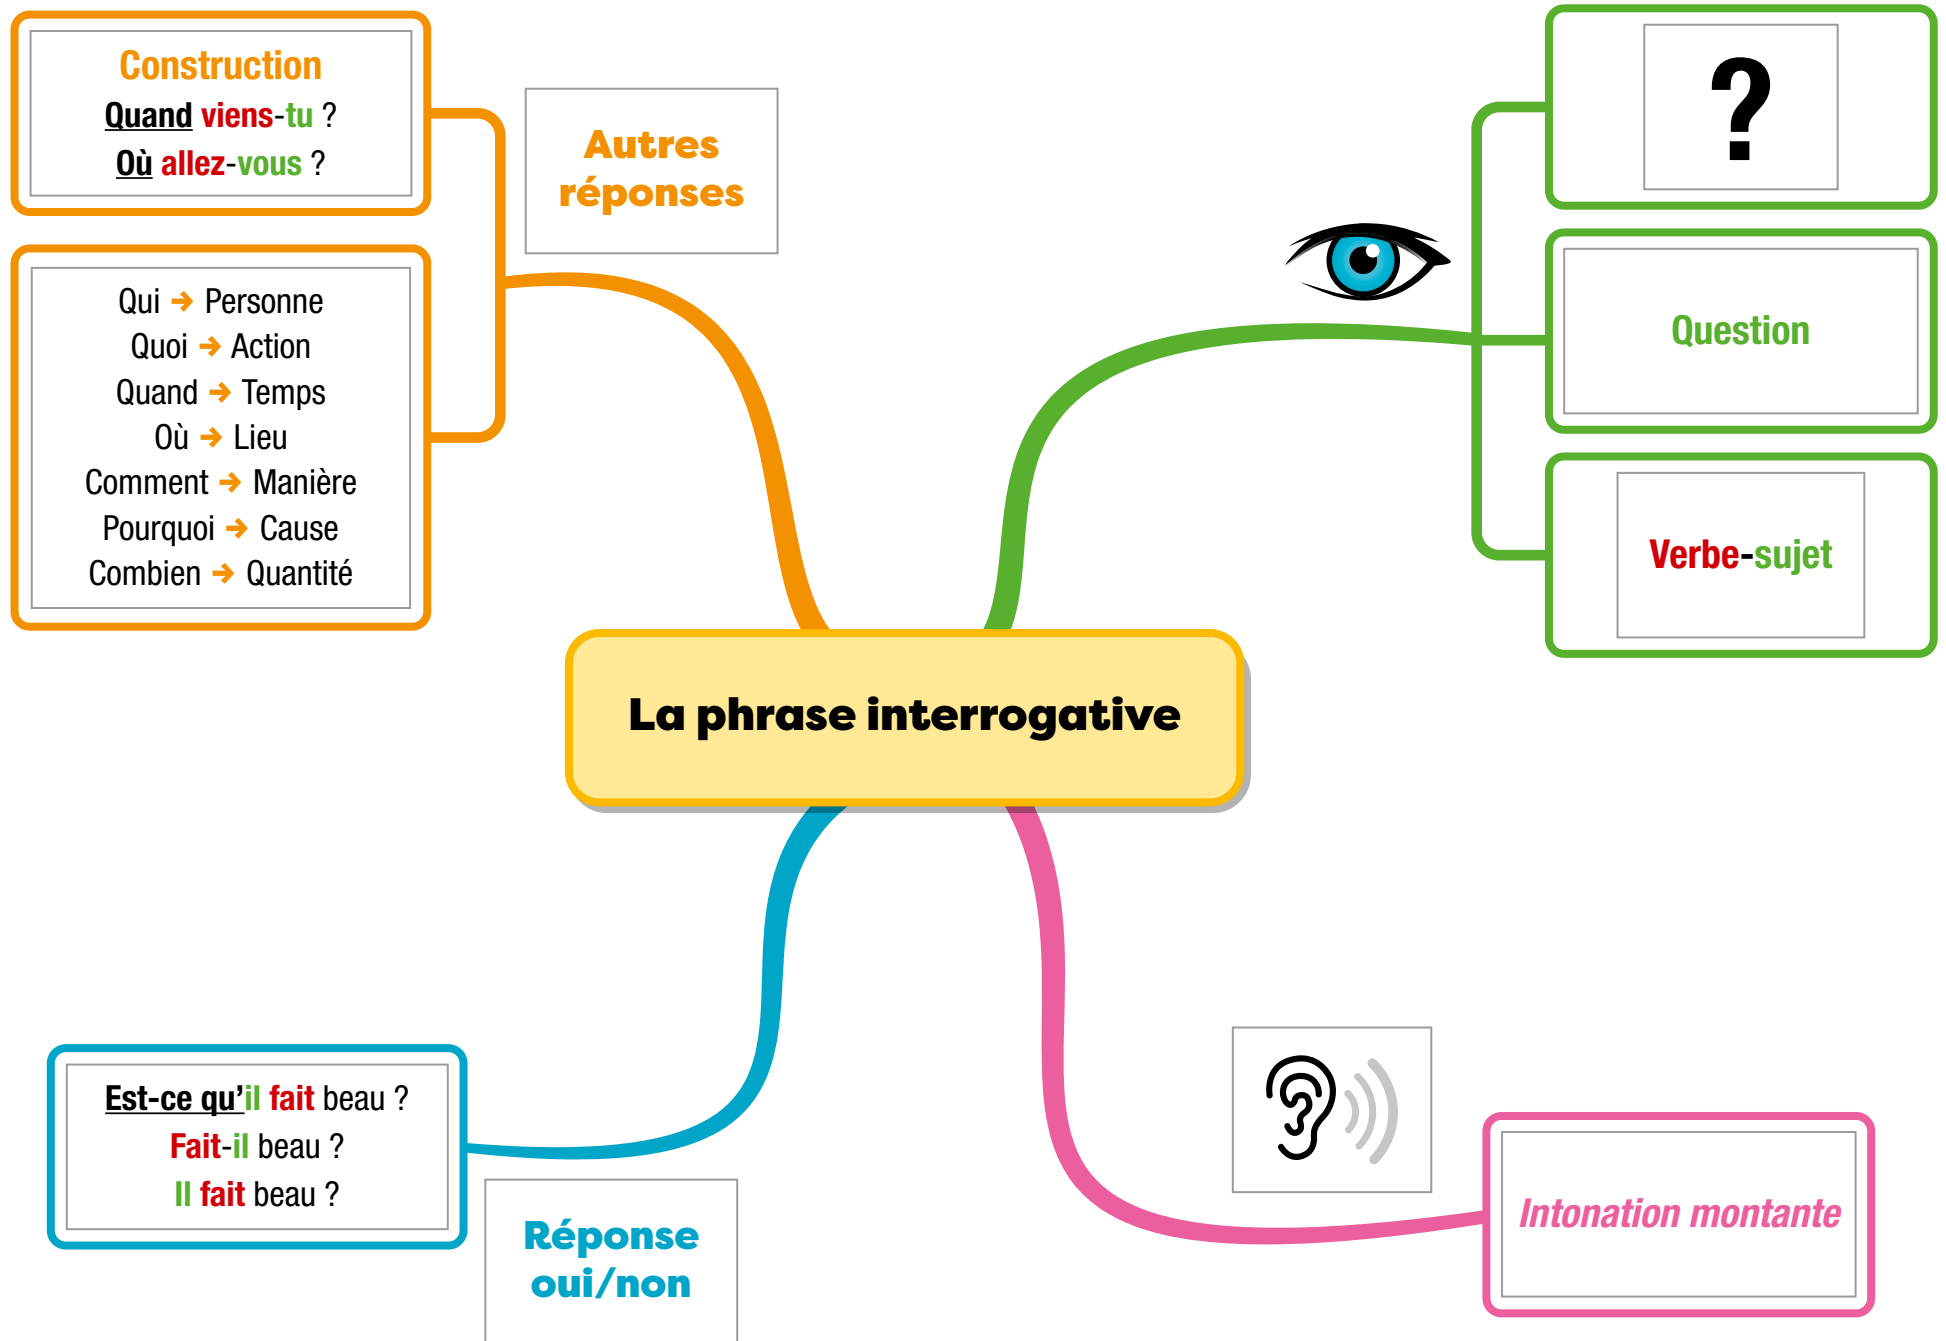 Construction
Quand viens-tu ?
Où allez-vous ?
Autres
réponses
Qui → Personne
Quoi → Action
Quand → Temps
Où → Lieu
Comment → Manière
Pourquoi → Cause
Combien → Quantité
?
Question
Verbe-sujet
La phrase interrogative
Est-ce qu'il fait beau ?
Fait-il beau ?
Il fait beau ?
Réponse
oui/non
Intonation montante